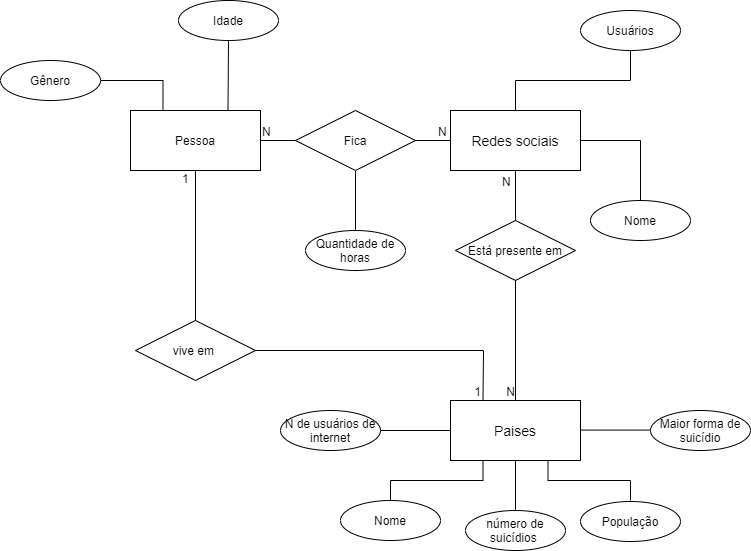 Idade
Usuários
Gênero
Pessoa
N
Fica
N
Redes sociais
1
N
Nome
Quantidade de
horas
Está presente em
vive em
1
N
N de usuários de
internet
Paises
Maior forma de
suicídio
Nome
número de
suicídios
População